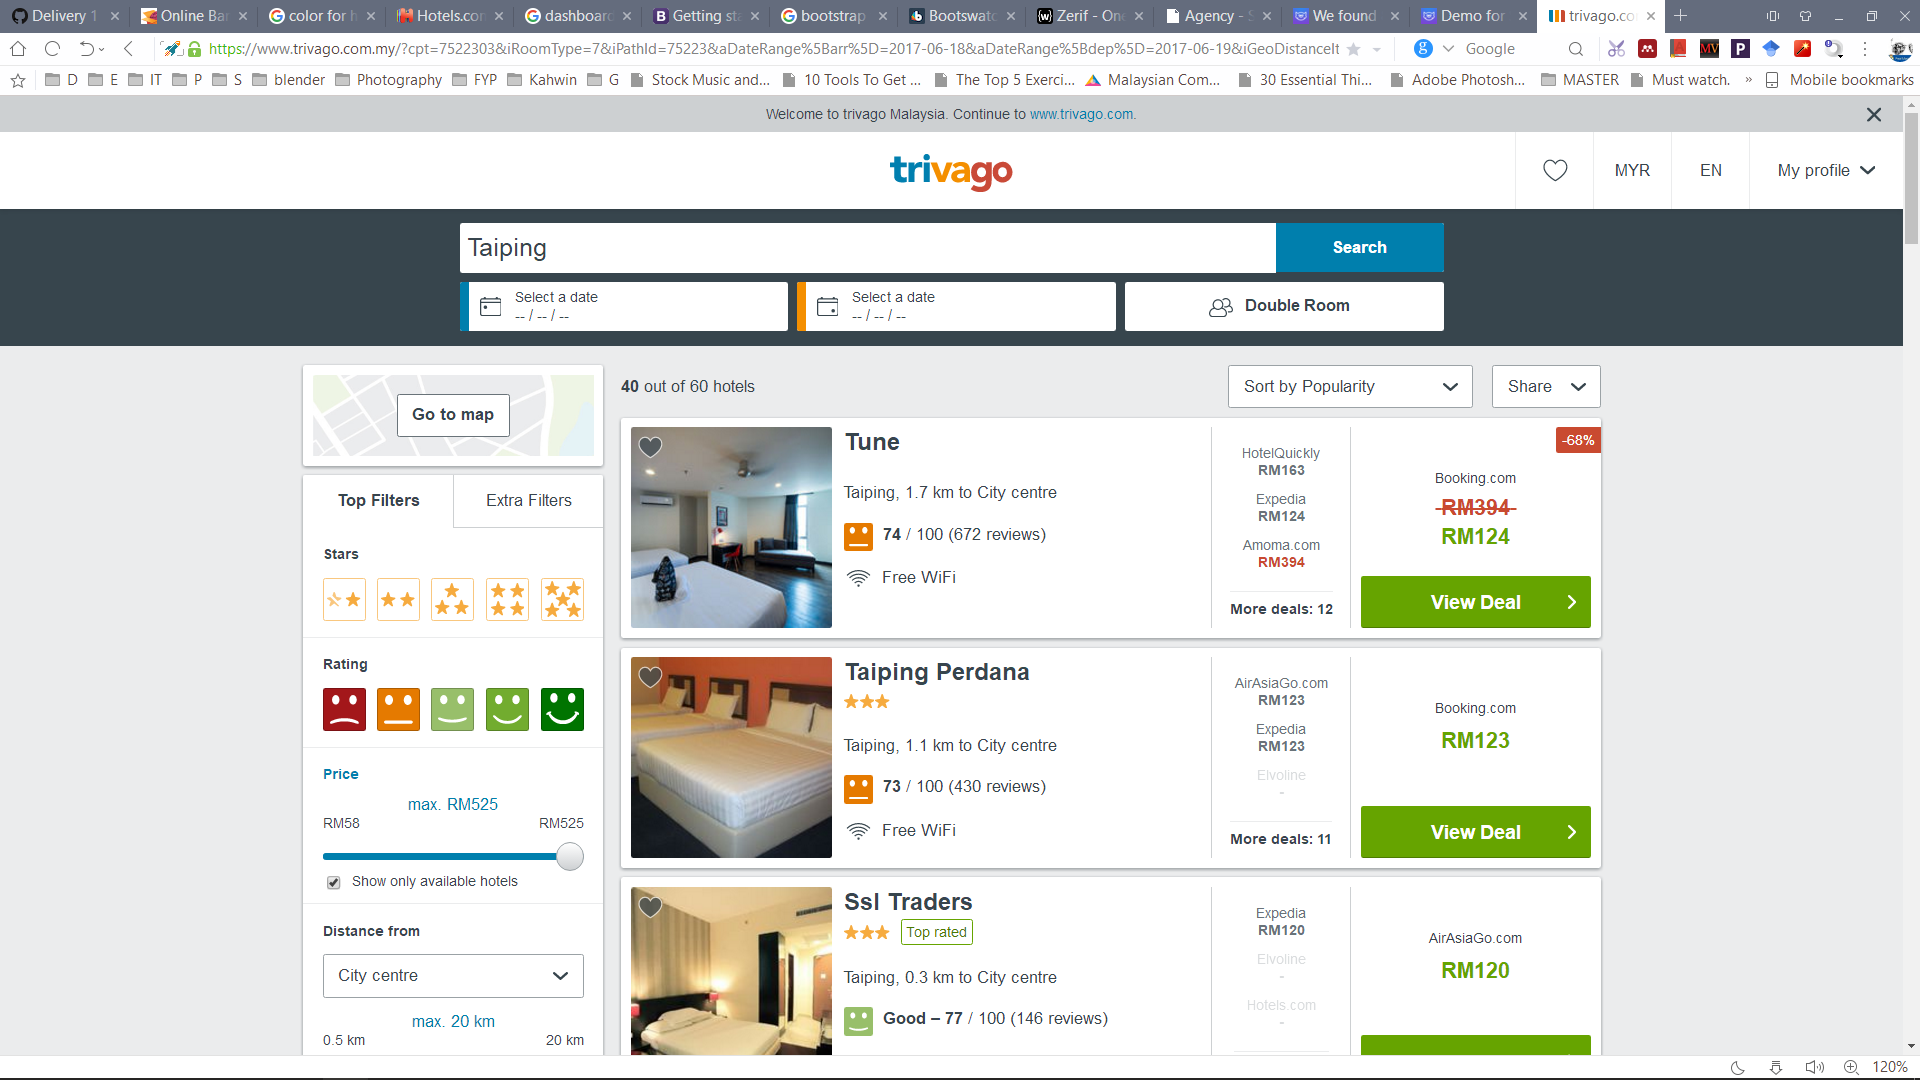 Delivery 1
Online Ba
color for h
Hotels.co
dashboard
Getting sta
bootstrap
Bootswat
Zerif - On
Agency - S
We found
Demo for
trivago.co
https://www.trivago.com.my/?cpt=7522303&iRoomType=7&iPathId=75223&aDateRange%5Barr%5D=2017-06-18&aDateRange%5Bdep%5D=2017-06-19&iGeoDistanceIt
Google
D
E
IT
P
S
blender
Photography
FYP
Kahwin
G
Stock Music and...
10 Tools To Get ...
The Top 5 Exerci...
Malaysian Com...
30 Essential Thi...
Adobe Photosh...
MASTER
Must watch.
»
Mobile bookmarks
Welcome to trivago Malaysia. Continue to www.trivago.com.
trivago
MYR
EN
My profile
Taiping
Search
Select a date
-- / -- / --
Select a date
-- / -- / --
Double Room
Go to map
40 out of 60 hotels
Sort by Popularity
Share
Top Filters
Extra Filters
Stars
Rating
Price
max. RM525
RM58
RM525
Show only available hotels
Distance from
City centre
max. 20 km
0.5 km
20 km
Tune
Taiping, 1.7 km to City centre
74 / 100 (672 reviews)
Free WiFi
HotelQuickly
RM163
Expedia
RM124
Amoma.com
RM394
More deals: 12
-68%
Booking.com
RM394
RM124
View Deal
Taiping Perdana
Taiping, 1.1 km to City centre
73 / 100 (430 reviews)
Free WiFi
AirAsiaGo.com
RM123
Expedia
RM123
Elvoline
-
More deals: 11
Booking.com
RM123
View Deal
Ssl Traders
Top rated
Taiping, 0.3 km to City centre
Good – 77 / 100 (146 reviews)
Expedia
RM120
Elvoline
-
Hotels.com
-
AirAsiaGo.com
RM120
120%